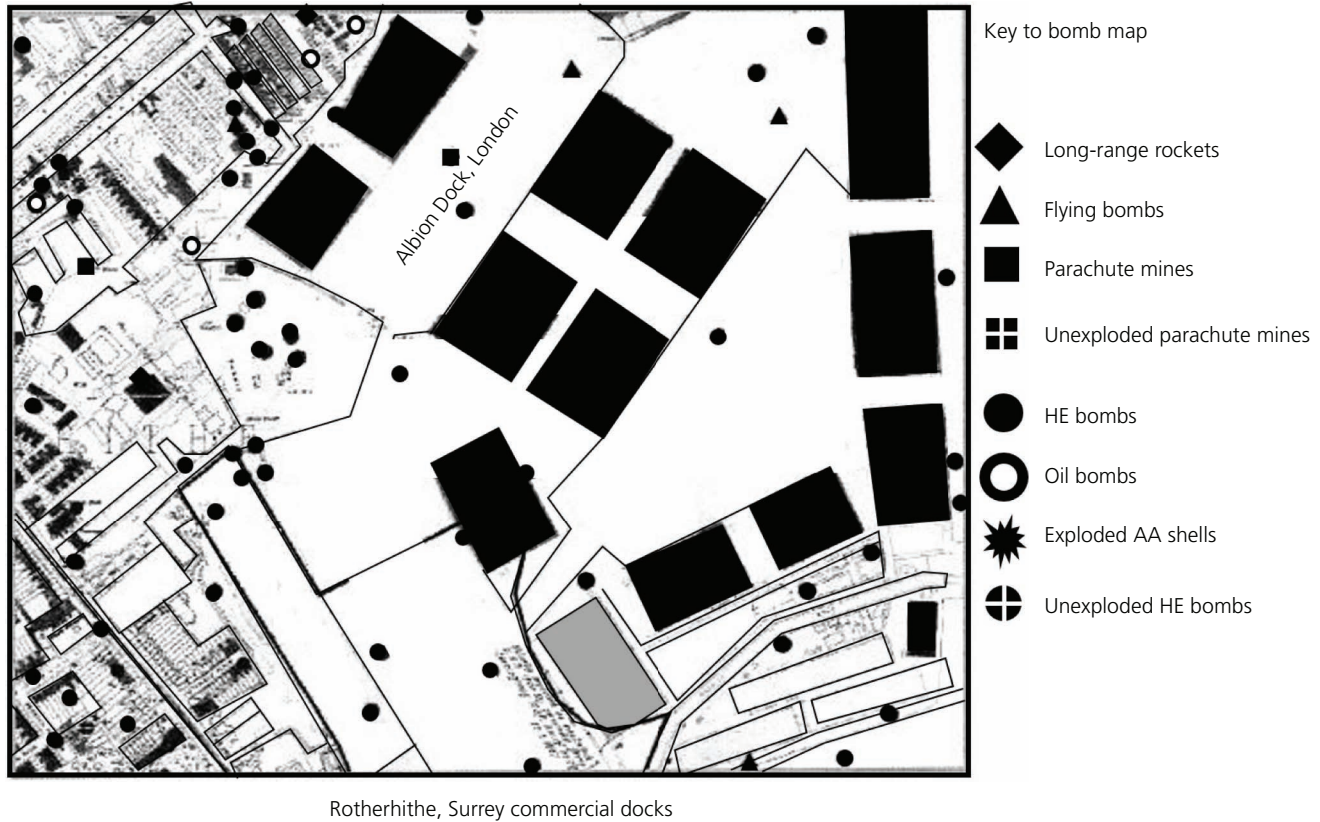 Key to bomb map
Albion Dock, London
Long-range rockets
Flying bombs
Parachute mines
Unexploded parachute mines
HE bombs
Oil bombs
Exploded AA shells
Unexploded HE bombs
Rotherhithe, Surrey commercial docks